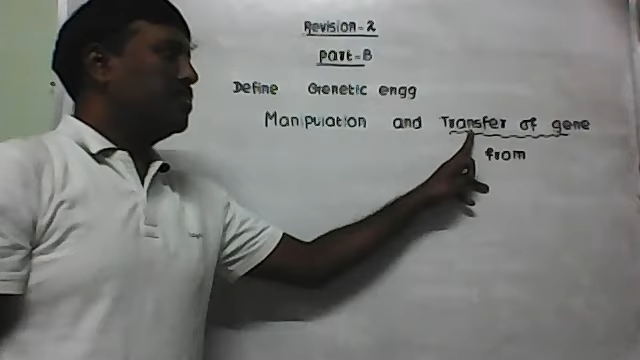 Revision-2
Part-B
Define Genetic engg
Manipulation and Transfer of gene
from